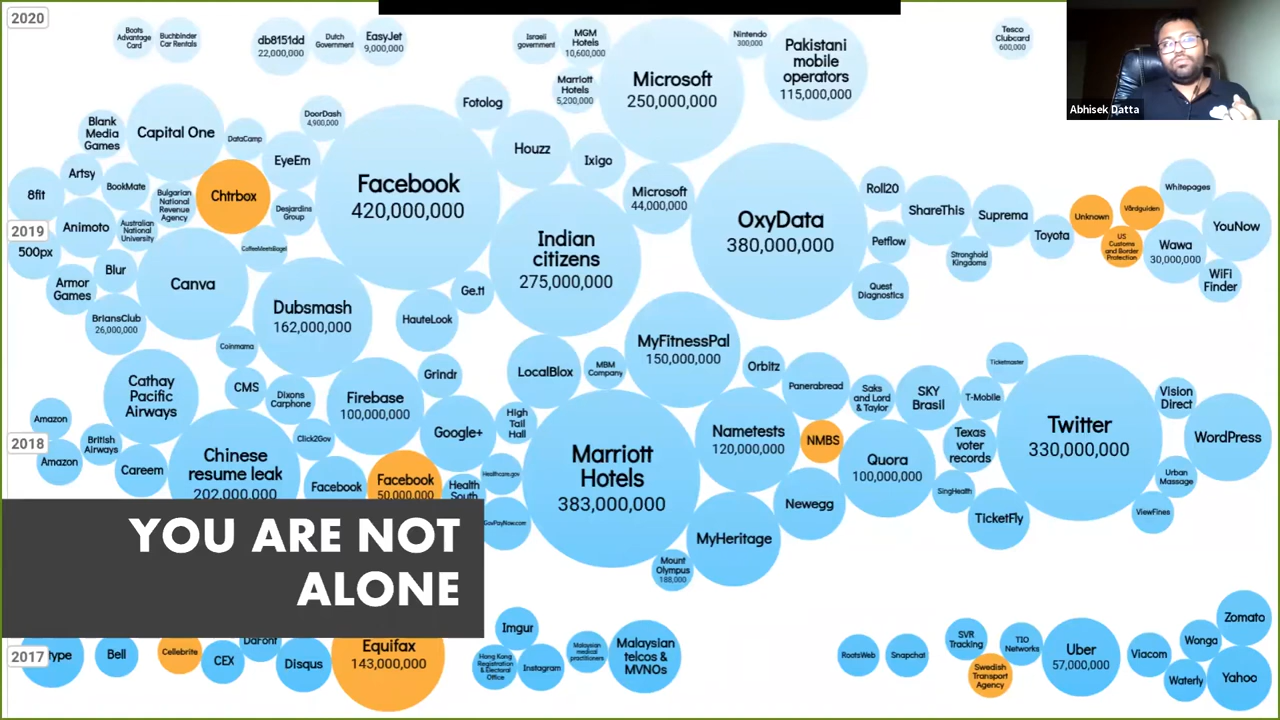 2020
Boots
Advantage
Card
Buchbinder
Car Rentals
db8151dd
22,000,000
Dutch
Government
EasyJet
9,000,000
Israeli
government
MGM
Hotels
10,600,000
Marriott
Hotels
5,200,000
Microsoft
250,000,000
Nintendo
300,000
Pakistani
mobile
operators
115,000,000
Tesco
Clubcard
600,000
Abhisek Datta
Blank
Media
Games
Capital One
DataCamp
DoorDash
4,900,000
Fotolog
Houzz
Ixigo
EyeEm
Artsy
BookMate
8fit
Bulgarian
National
Revenue
Agency
Chtrbox
Desjardins
Group
Facebook
420,000,000
Microsoft
44,000,000
OxyData
380,000,000
Roll20
ShareThis
Suprema
Toyota
Unknown
Vårdguiden
US
Customs
and Border
Protection
Whitepages
YouNow
Wawa
30,000,000
WiFi
Finder
2019
Animoto
Australian
National
University
CoffeeMeetsBagel
500px
Blur
Armor
Games
Canva
Indian
citizens
275,000,000
Petflow
Stronghold
Kingdoms
Quest
Diagnostics
Ge.tt
HauteLook
BriansClub
26,000,000
Dubsmash
162,000,000
Coinmama
MyFitnessPal
150,000,000
LocalBlox
MBM
Company
Orbitz
Panerabread
Saks
and Lord
& Taylor
SKY
Brasil
T-Mobile
Ticketmaster
Twitter
330,000,000
Vision
Direct
WordPress
Cathay
Pacific
Airways
CMS
Dixons
Carphone
Firebase
100,000,000
Grindr
Google+
High
Tail
Hall
Amazon
2018
Amazon
British
Airways
Careem
Chinese
resume leak
202,000,000
Click2Gov
Facebook
Facebook
50,000,000
Health
South
Healthcare.gov
GovPayNow.com
Marriott
Hotels
383,000,000
Nametests
120,000,000
NMBS
Quora
100,000,000
Texas
voter
records
SingHealth
TicketFly
Urban
Massage
ViewFines
Newegg
MyHeritage
Mount
Olympus
188,000
YOU ARE NOT
ALONE
2017
type
Bell
Cellebrite
CEX
DaFont
Disqus
Equifax
143,000,000
Imgur
Hong Kong
Registration
& Electoral
Office
Instagram
Malaysian
medical
practitioners
Malaysian
telcos &
MVNOs
RootsWeb
Snapchat
SVR
Tracking
Swedish
Transport
Agency
TIO
Networks
Uber
57,000,000
Viacom
Wonga
Waterly
Zomato
Yahoo